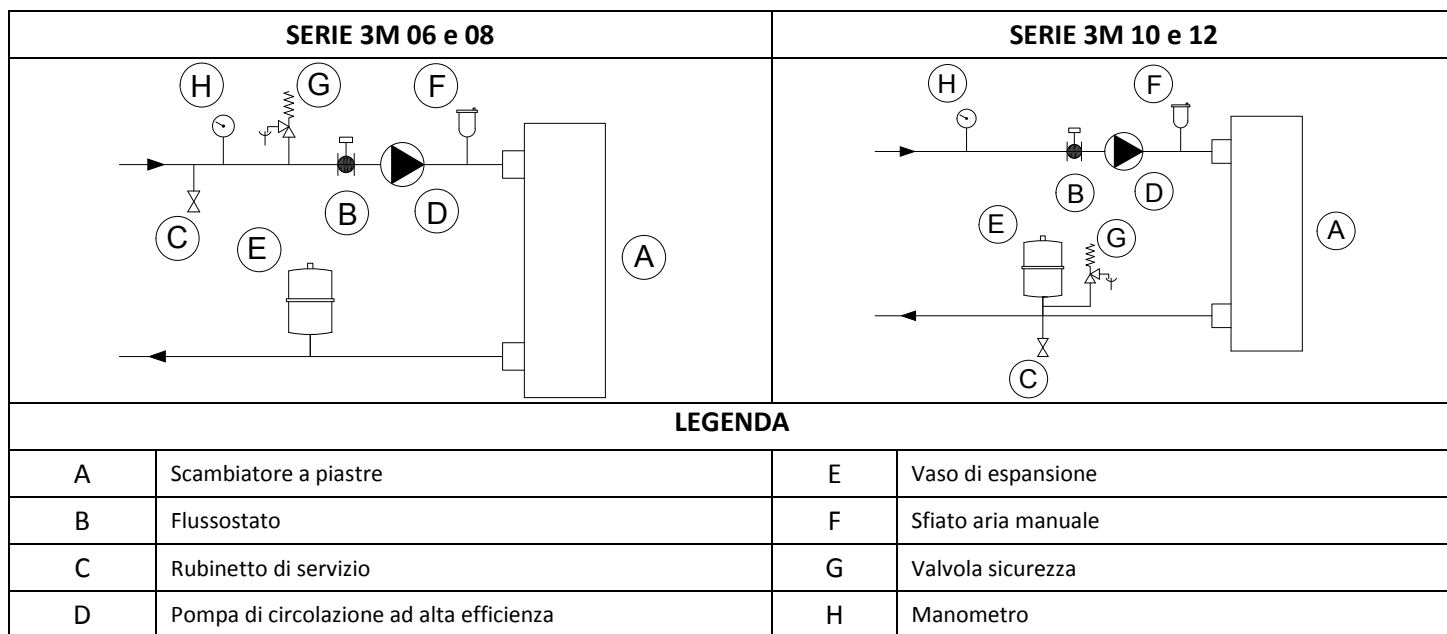 SERIE 3M 06 e 08
SERIE 3M 10 e 12
H
G
F
B
D
C
E
A
H
F
B
D
E
G
A
C
LEGENDA
A Scambiatore a piastre E Vaso di espansione
B Flussostato F Sfiato aria manuale
C Rubinetto di servizio G Valvola sicurezza
D Pompa di circolazione ad alta efficienza H Manometro